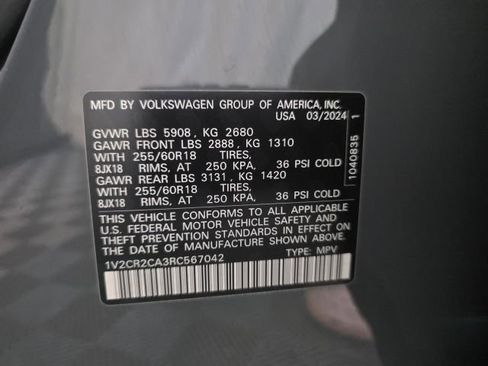 MFD BY VOLKSWAGEN GROUP OF AMERICA, INC.
USA 03/2024
GVWR LBS 5908, KG 2680
GAWR FRONT LBS 2888, KG 1310
WITH 255/60R18 TIRES,
8JX18 RIMS, AT 250 KPA, 36 PSI COLD
GAWR REAR LBS 3131, KG 1420
WITH 255/60R18 TIRES,
8JX18 RIMS, AT 250 KPA, 36 PSI COLD
THIS VEHICLE CONFORMS TO ALL APPLICABLE
U.S. FEDERAL MOTOR VEHICLE SAFETY AND
THEFT PREVENTION STANDARDS IN EFFECT ON
THE DATE OF MANUFACTURE SHOWN ABOVE.
1V2CR2CA3RC567042 TYPE: MPV
1040835 1